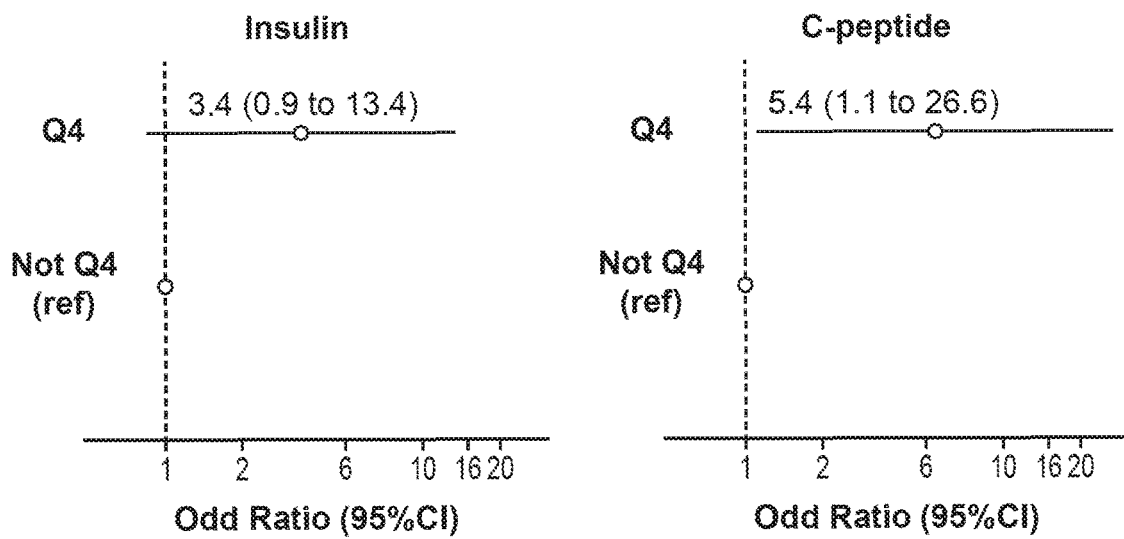 Insulin
3.4 (0.9 to 13.4)
Q4
Not Q4
(ref)
1 2 6 10 16 20
Odd Ratio (95%CI)
C-peptide
5.4 (1.1 to 26.6)
Q4
Not Q4
(ref)
1 2 6 10 16 20
Odd Ratio (95%CI)